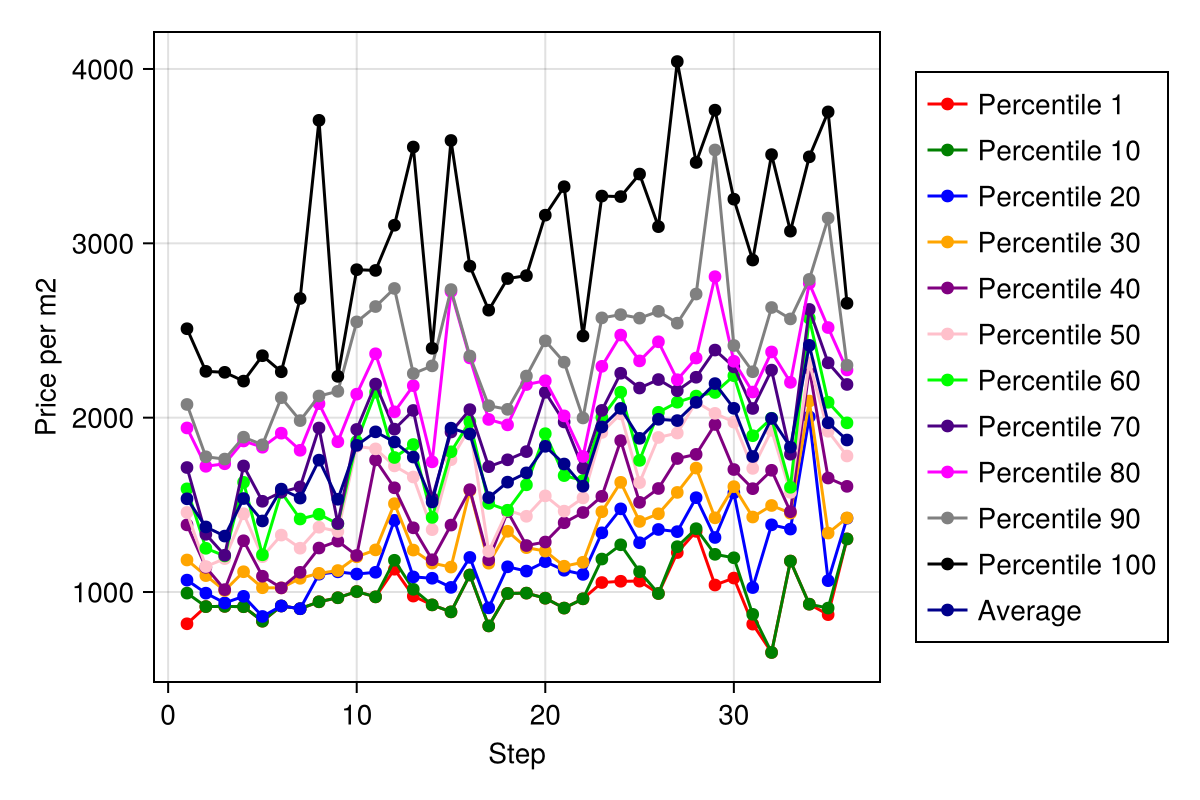 4000
3000
2000
1000
Price per m2
0 10 20 30
Step
Percentile 1
Percentile 10
Percentile 20
Percentile 30
Percentile 40
Percentile 50
Percentile 60
Percentile 70
Percentile 80
Percentile 90
Percentile 100
Average